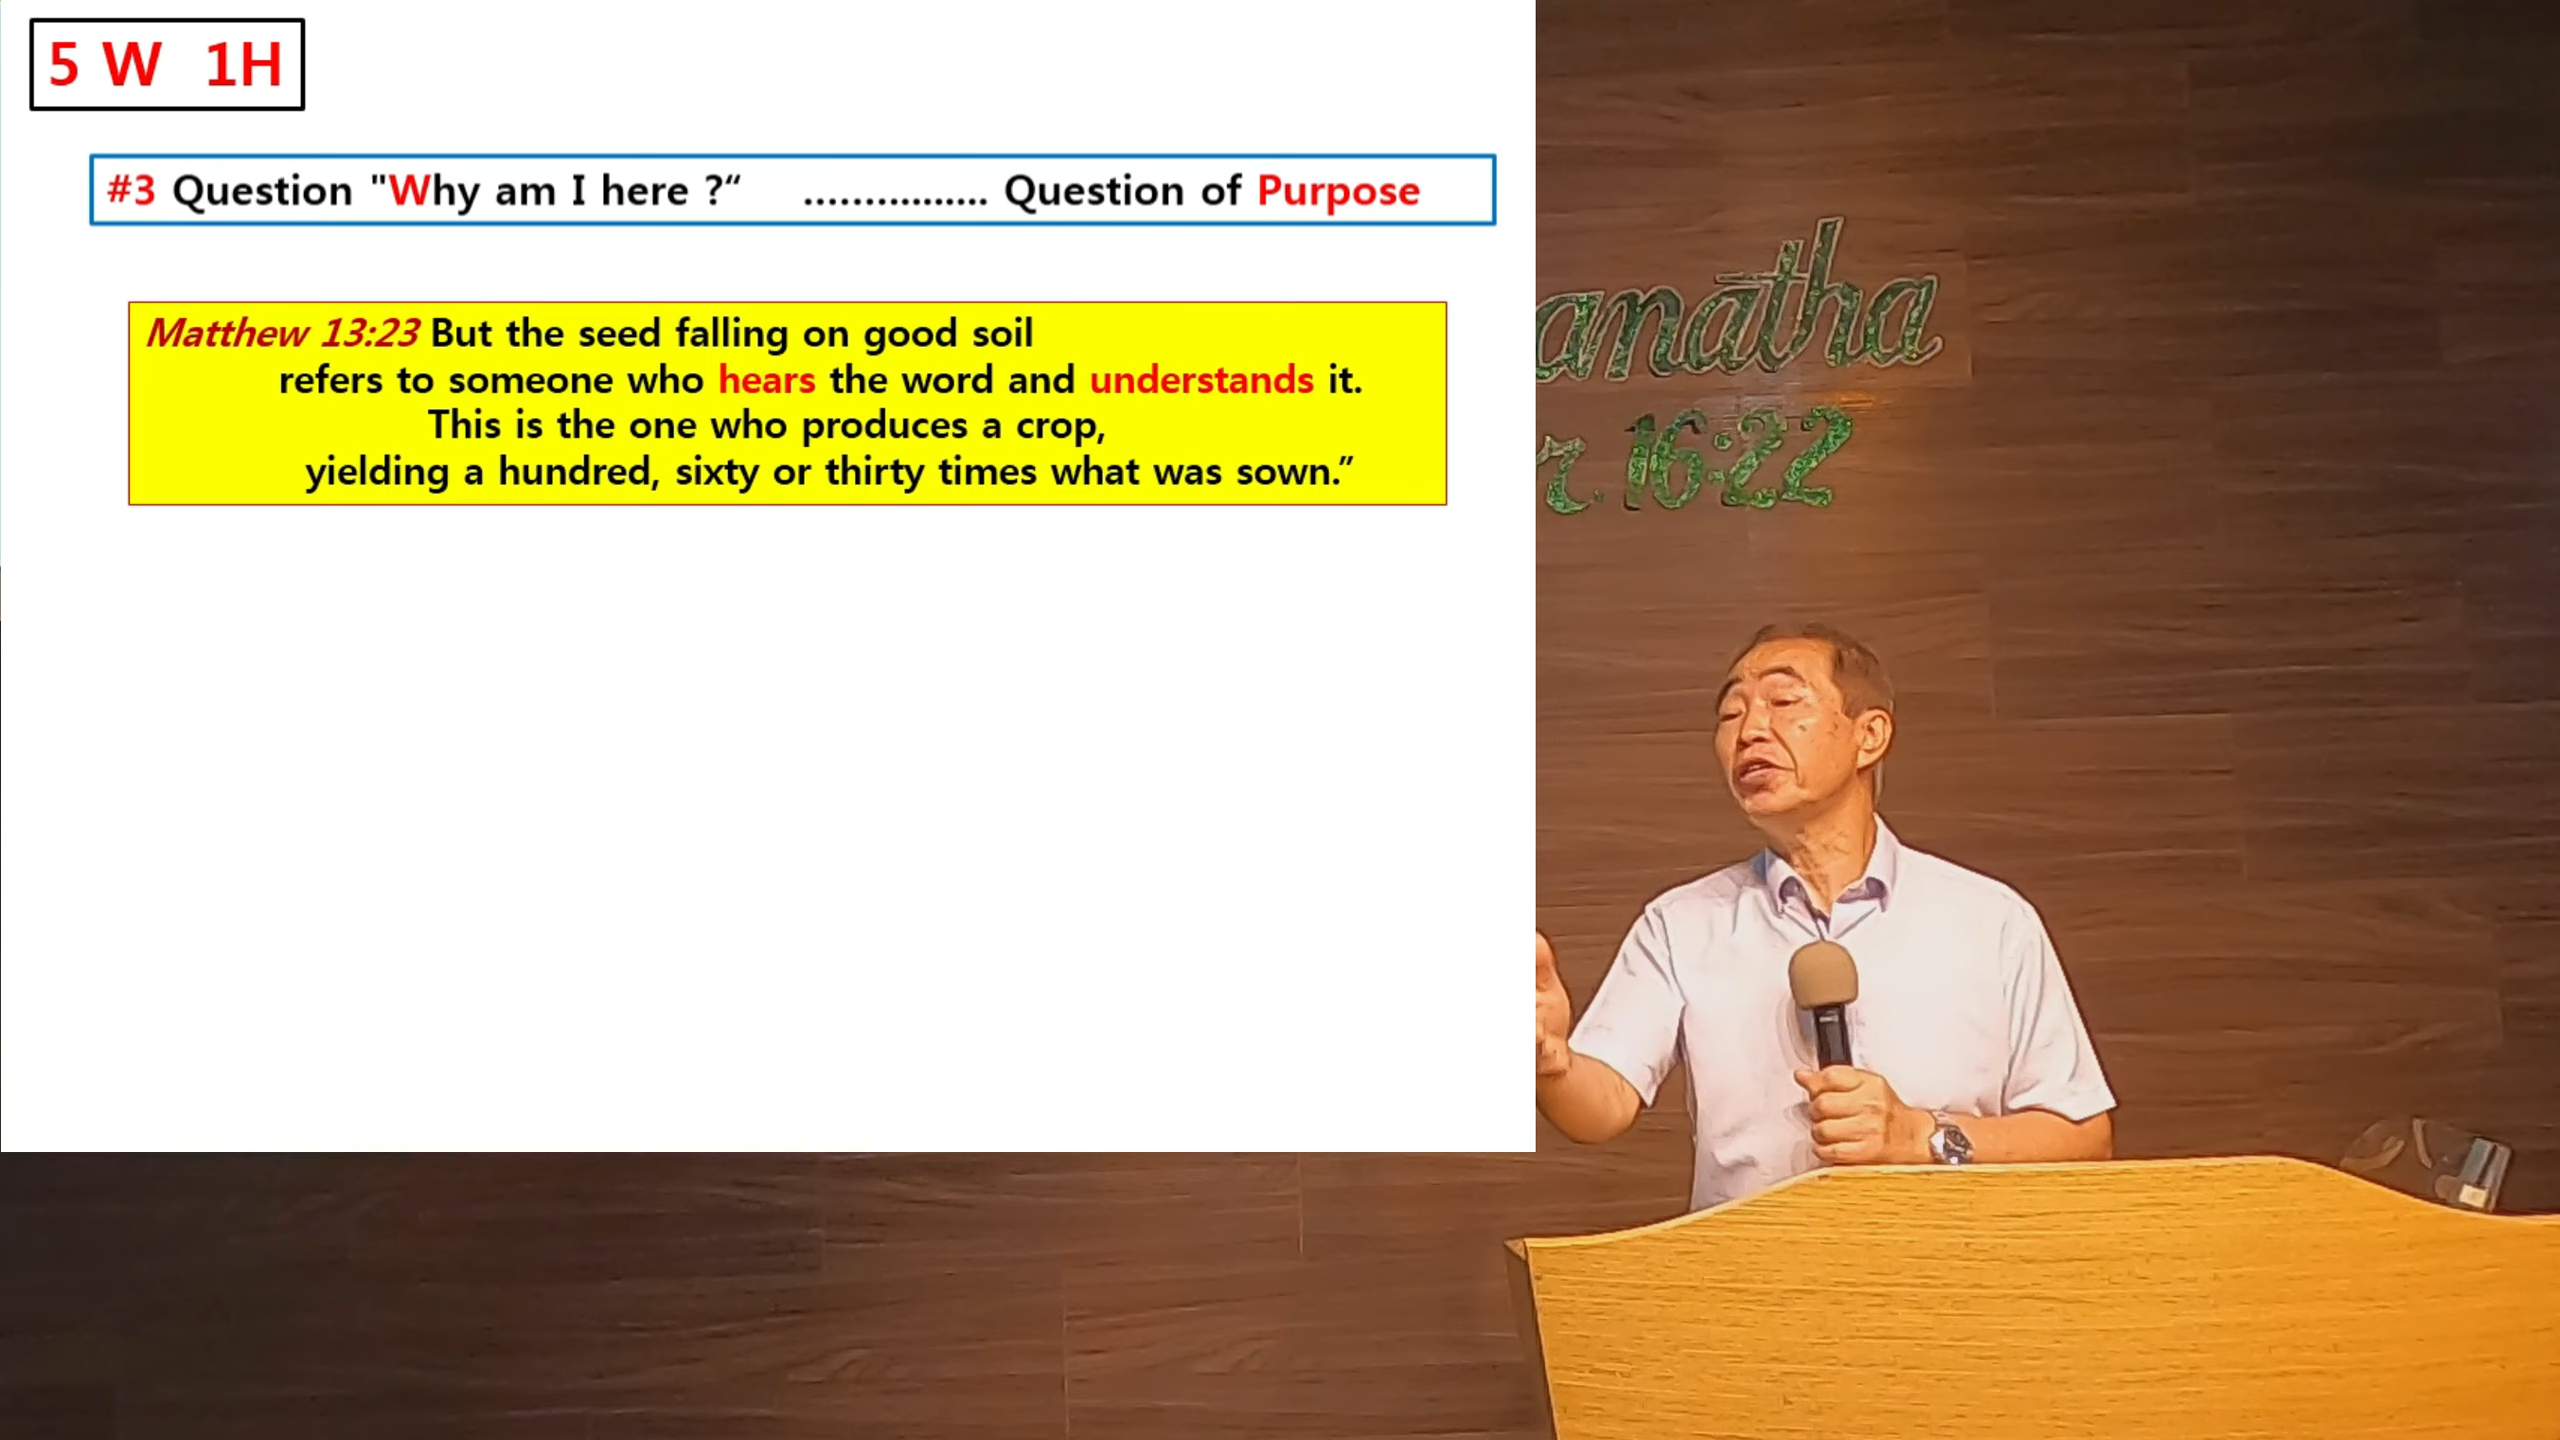 5 W 1H
#3 Question "Why am I here ?“ ................ Question of Purpose
Matthew 13:23 But the seed falling on good soil
refers to someone who hears the word and understands it.
This is the one who produces a crop,
yielding a hundred, sixty or thirty times what was sown.”
anatha
r. 16:22